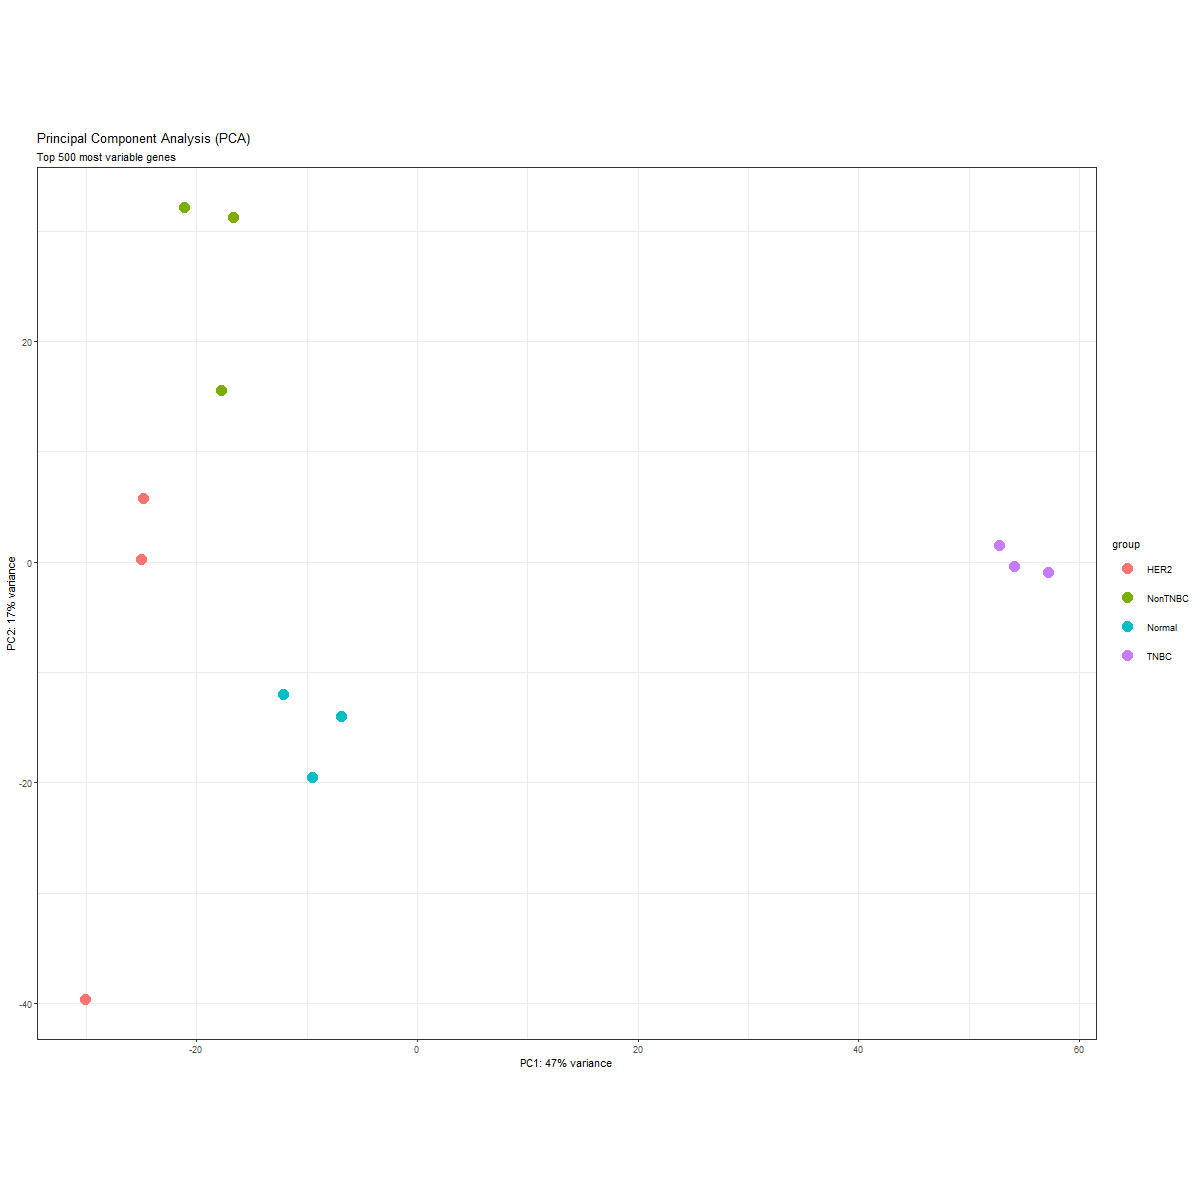 Principal Component Analysis (PCA)
Top 500 most variable genes
PC2: 17% variance
20
0
-20
-40
-20
0
20
40
60
PC1: 47% variance
group
HER2
NonTNBC
Normal
TNBC